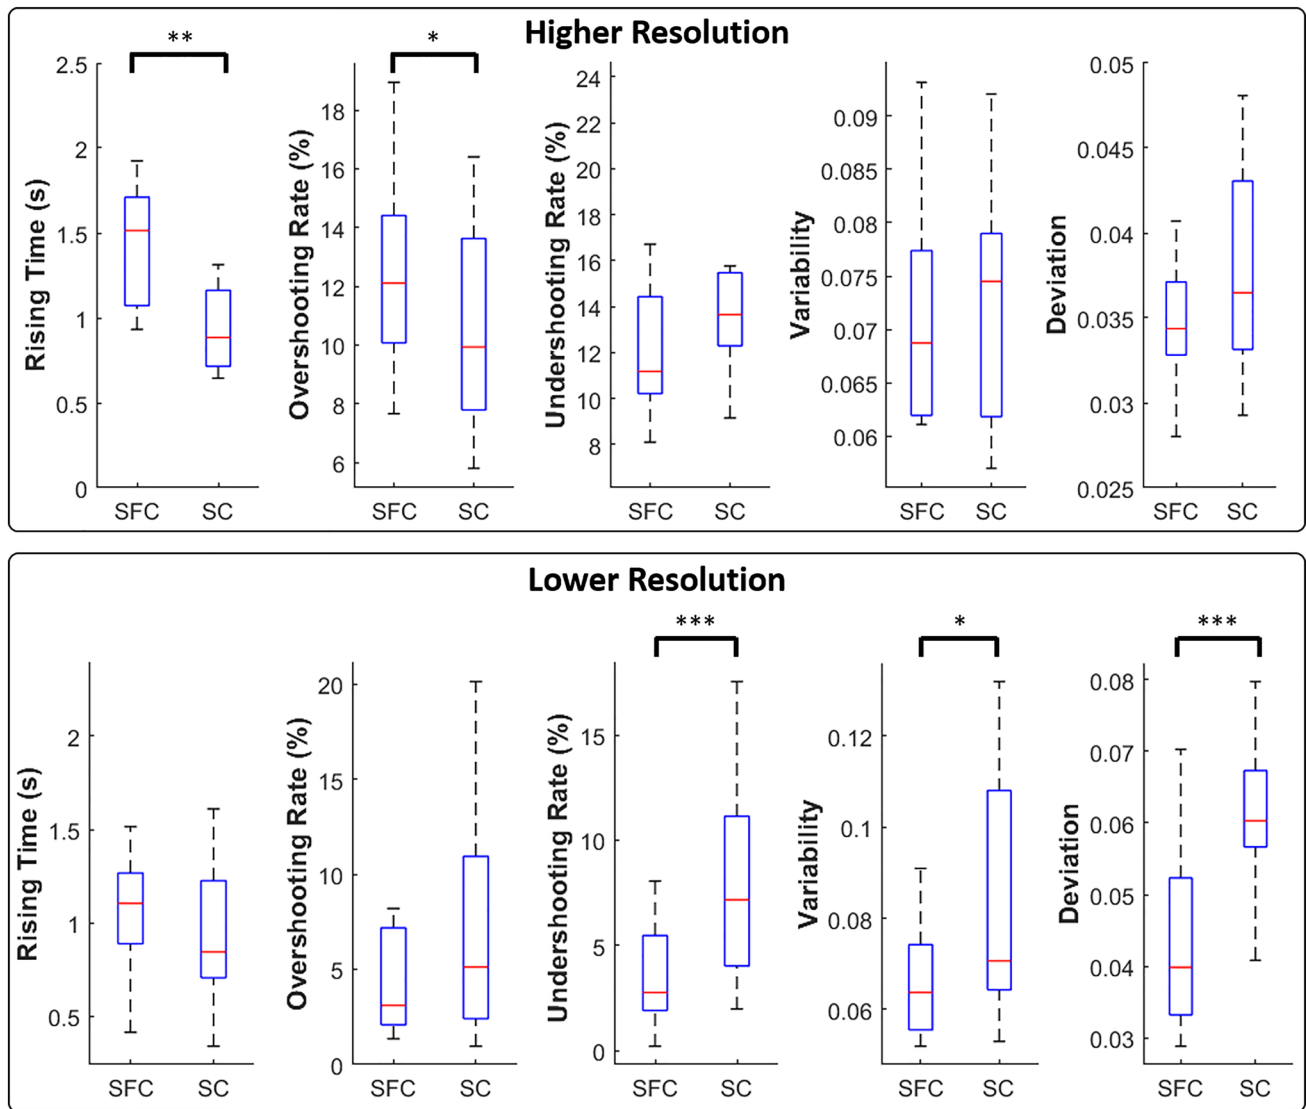 Higher Resolution
**
*
Rising Time (s)
2.5
2
1.5
1
0.5
0
SFC
SC
Overshooting Rate (%)
18
16
14
12
10
8
6
SFC
SC
Undershooting Rate (%)
24
22
20
18
16
14
12
10
8
SFC
SC
Variability
0.09
0.085
0.08
0.075
0.07
0.065
0.06
SFC
SC
Deviation
0.05
0.045
0.04
0.035
0.03
0.025
SFC
SC
Lower Resolution
***
*
***
Rising Time (s)
2
1.5
1
0.5
SFC
SC
Overshooting Rate (%)
20
15
10
5
0
SFC
SC
Undershooting Rate (%)
15
10
5
0
SFC
SC
Variability
0.12
0.1
0.08
0.06
SFC
SC
Deviation
0.08
0.07
0.06
0.05
0.04
0.03
SFC
SC